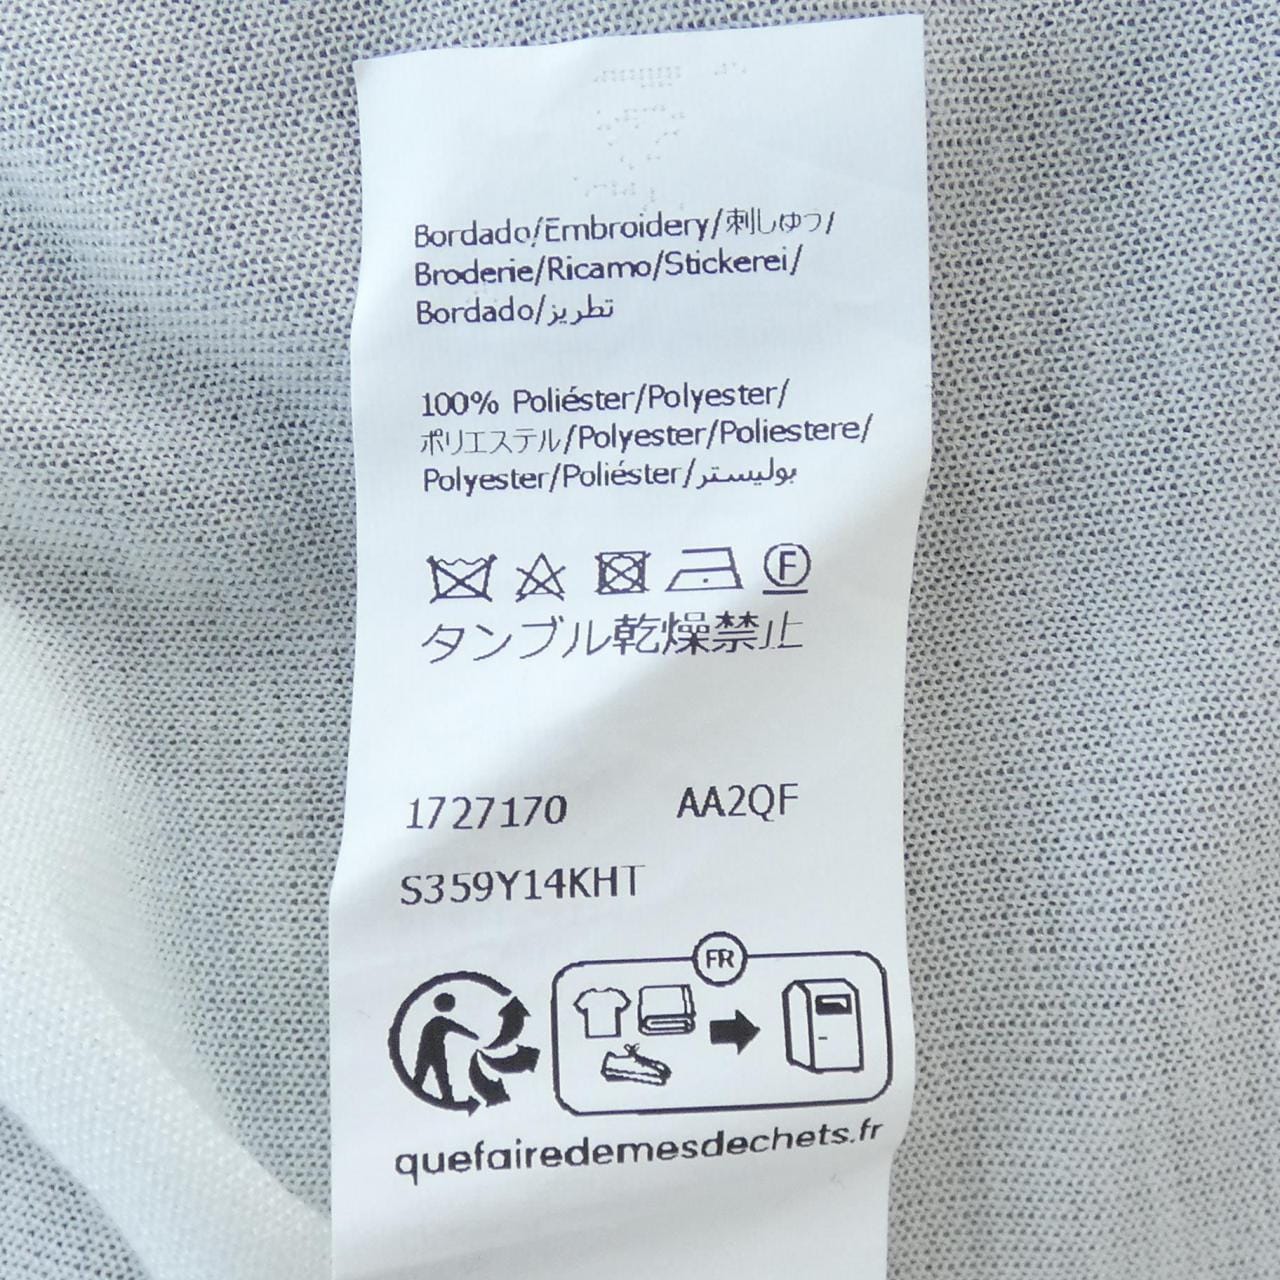 Bordado/Embroidery/刺しゅう/
Broderie/Ricamo/Stickerei/
Bordado/تطريز
100% Poliéster/Polyester/
ポリエステル/Polyester/Poliestere/
Polyester/Poliéster/بوليستر
F
タンブル乾燥禁止
1727170 AA2QF
S359Y14KHT
FR
quefairedemesdechets.fr